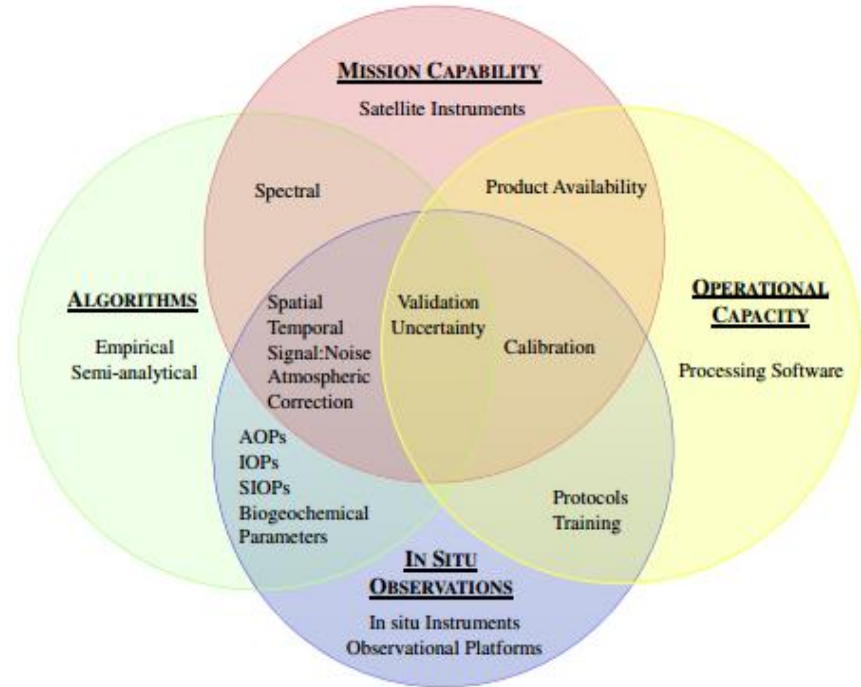 MISSION CAPABILITY
Satellite Instruments
Spectral
Product Availability
ALGORITHMS
Empirical
Semi-analytical
Spatial
Temporal
Signal:Noise
Atmospheric
Correction
Validation
Uncertainty
Calibration
OPERATIONAL
CAPACITY
Processing Software
AOPs
IOPs
SIOPs
Biogeochemical
Parameters
Protocols
Training
IN SITU
OBSERVATIONS
In situ Instruments
Observational Platforms